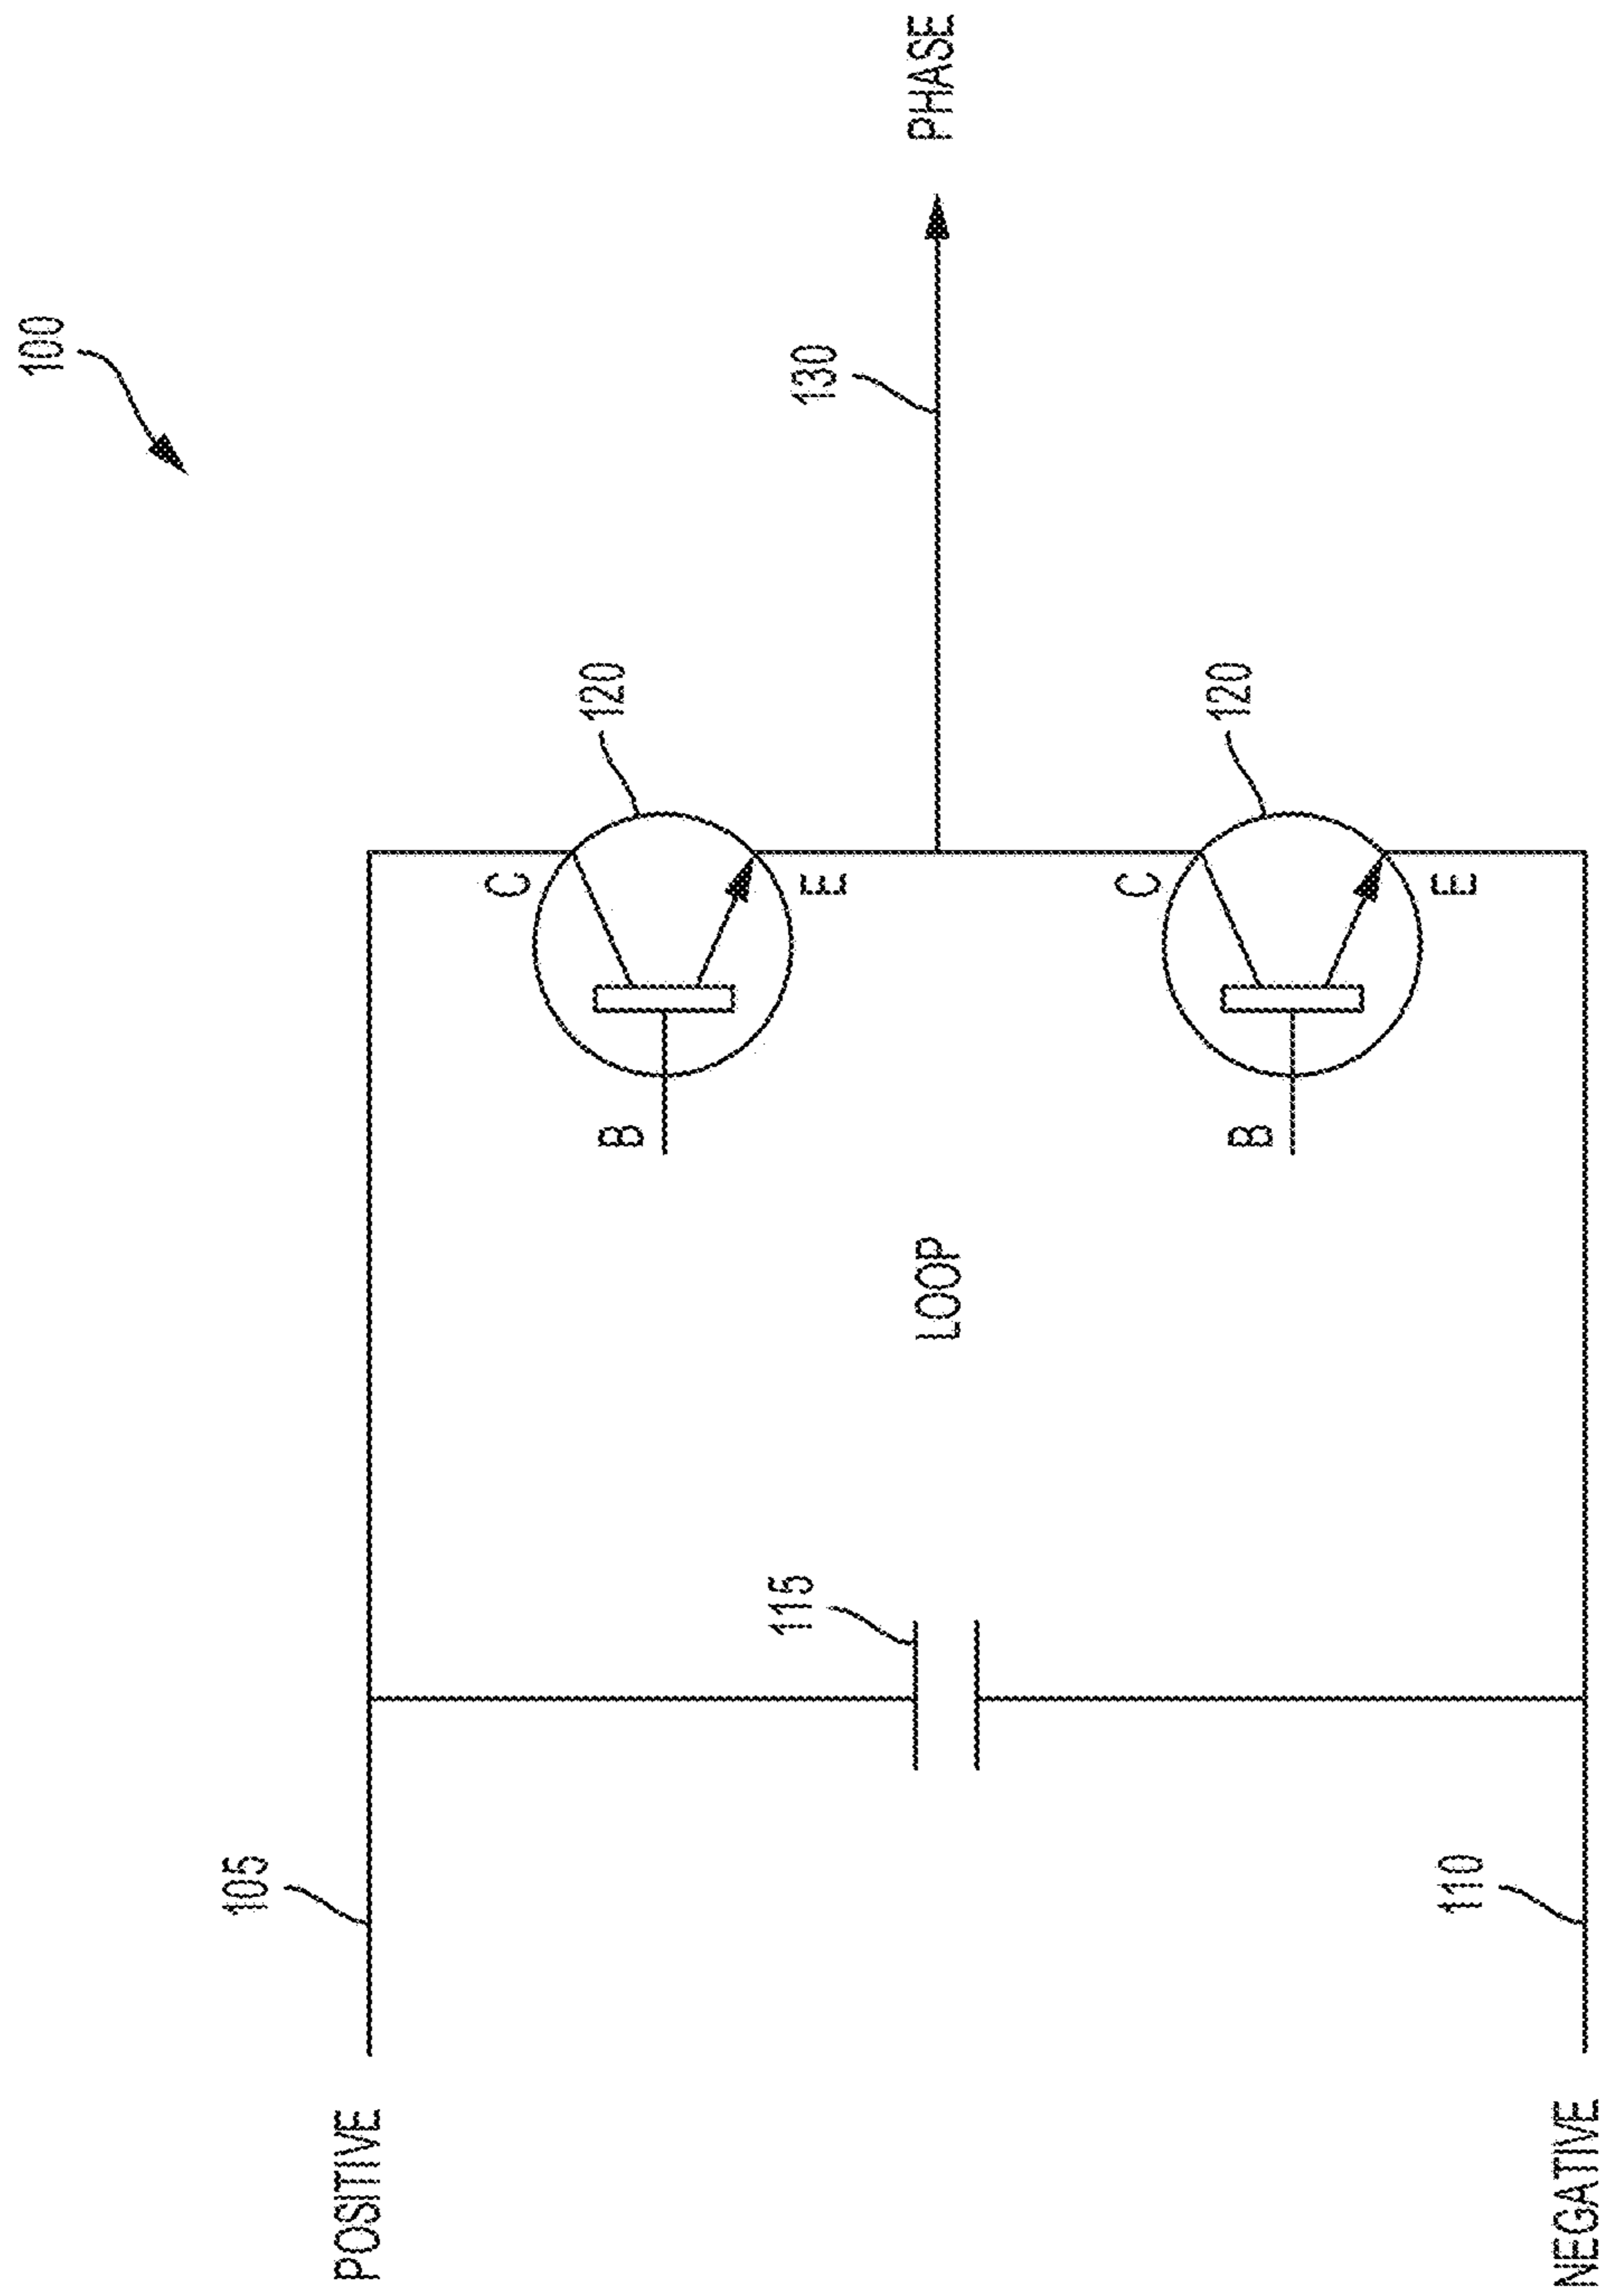 100
POSITIVE
105
115
LOOP
C
120
B
E
130
PHASE
C
120
B
E
110
NEGATIVE